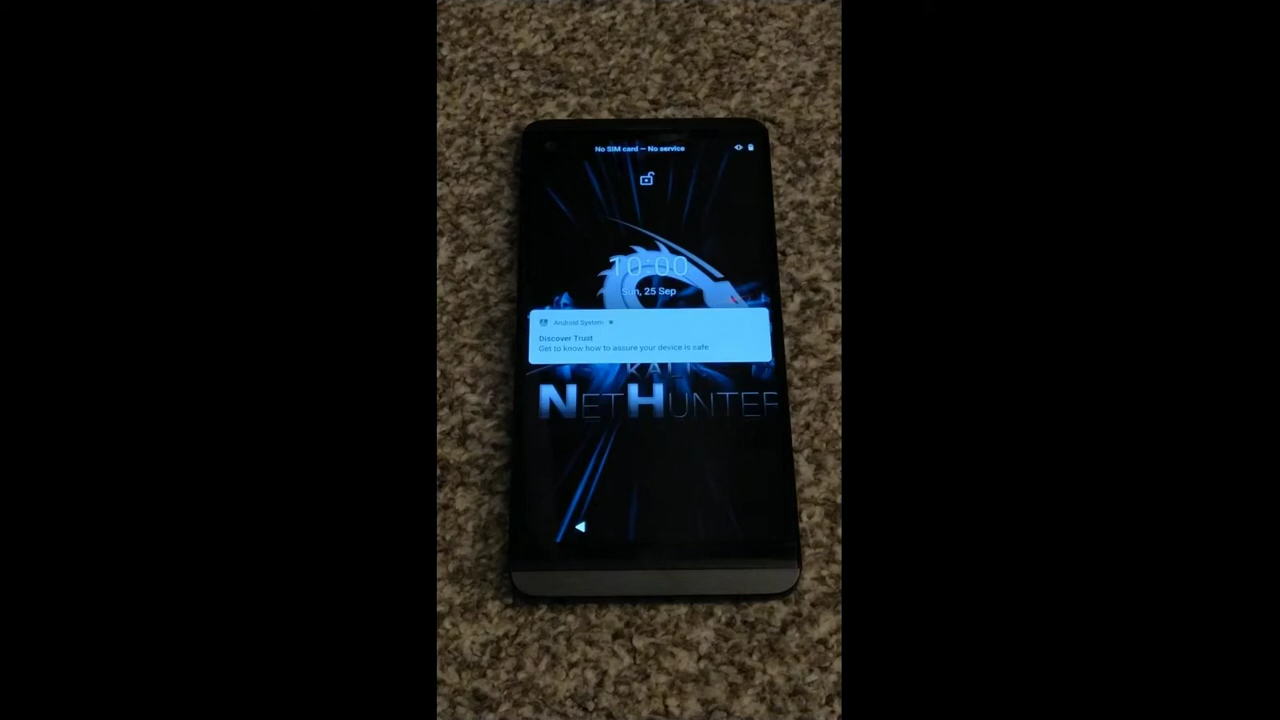 No SIM card — No service
10:00
Sun, 25 Sep
Android System
Discover Trust
Get to know how to assure your device is safe
KALI
NETHUNTER